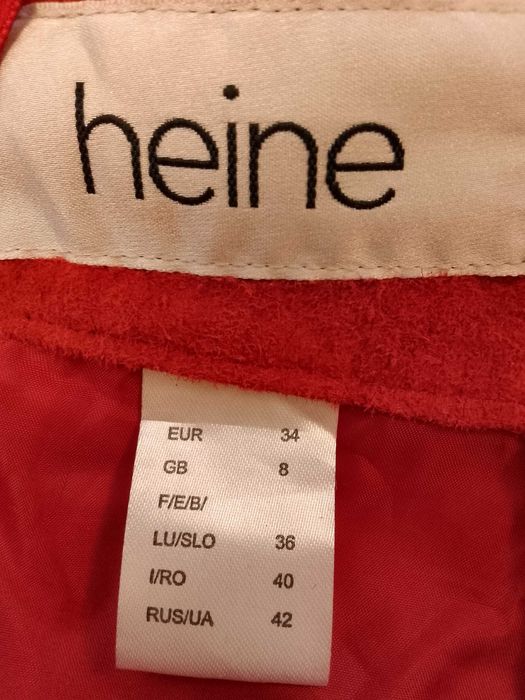 heine
EUR 34
GB 8
F/E/B/
LU/SLO 36
I/RO 40
RUS/UA 42